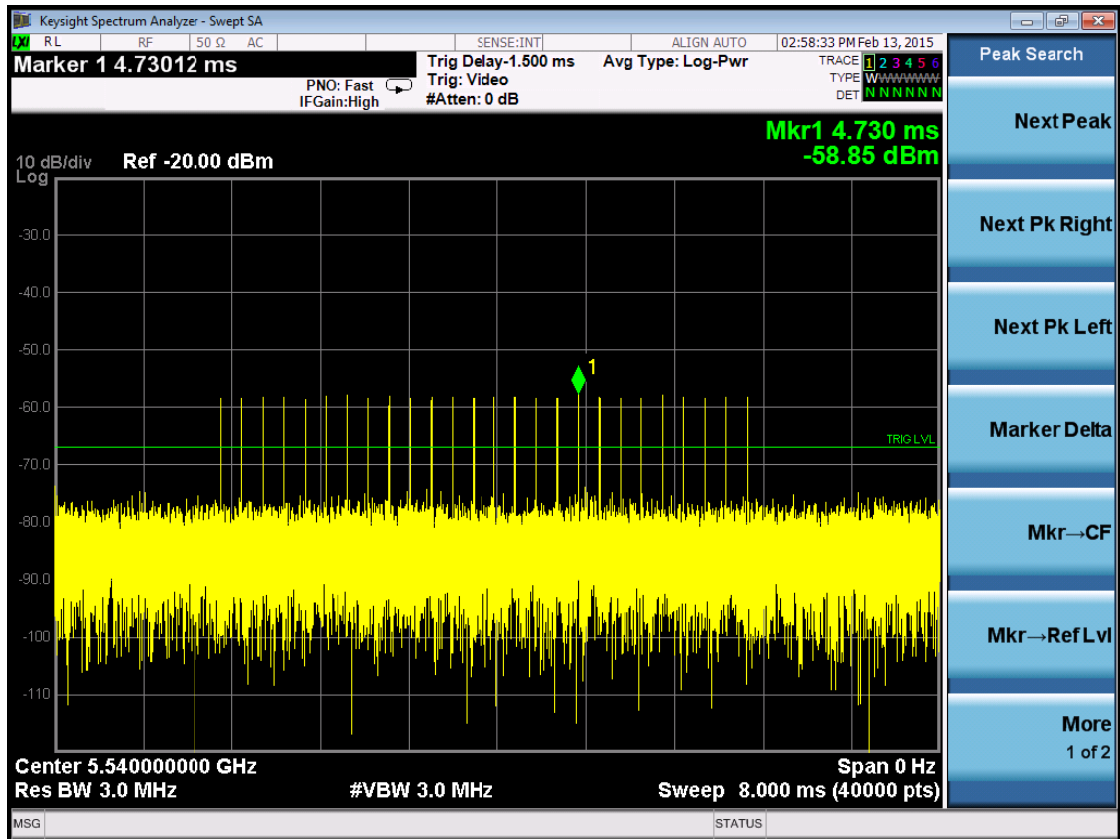 Keysight Spectrum Analyzer - Swept SA
LXI RL RF 50 Ω AC SENSE:INT ALIGN AUTO 02:58:33 PM Feb 13, 2015
Marker 1 4.73012 ms
PNO: Fast
IFGain:High
Trig Delay-1.500 ms
Trig: Video
#Atten: 0 dB
Avg Type: Log-Pwr
TRACE 1 2 3 4 5 6
TYPE WWWWWW
DET N N N N N N
Mkr1 4.730 ms
-58.85 dBm
10 dB/div Ref -20.00 dBm
Log
-30.0
-40.0
-50.0
1
-60.0
TRIG LVL
-70.0
-80.0
-90.0
-100
-110
Center 5.540000000 GHz Span 0 Hz
Res BW 3.0 MHz #VBW 3.0 MHz Sweep 8.000 ms (40000 pts)
MSG STATUS
Peak Search
Next Peak
Next Pk Right
Next Pk Left
Marker Delta
Mkr→CF
Mkr→Ref Lvl
More
1 of 2